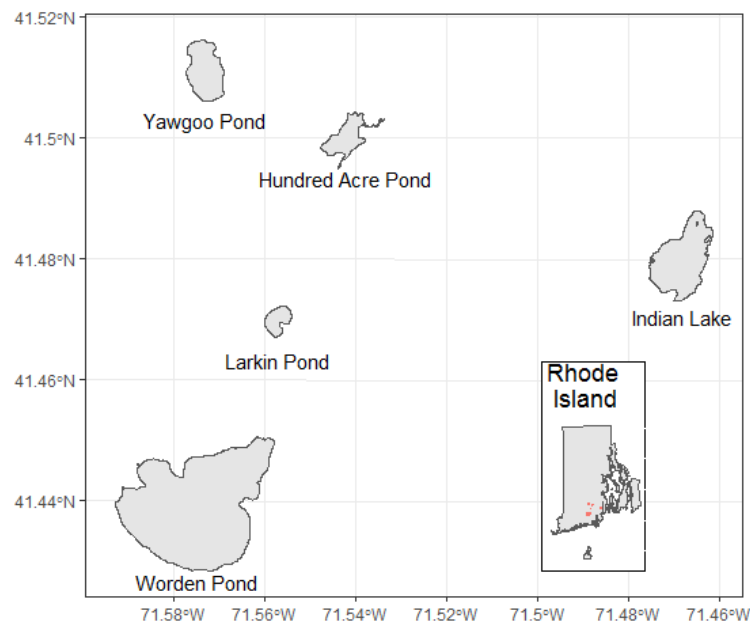 41.52°N
Yawgoo Pond
41.5°N
Hundred Acre Pond
41.48°N
Indian Lake
Larkin Pond
41.46°N
Rhode
Island
41.44°N
Worden Pond
71.58°W
71.56°W
71.54°W
71.52°W
71.5°W
71.48°W
71.46°W